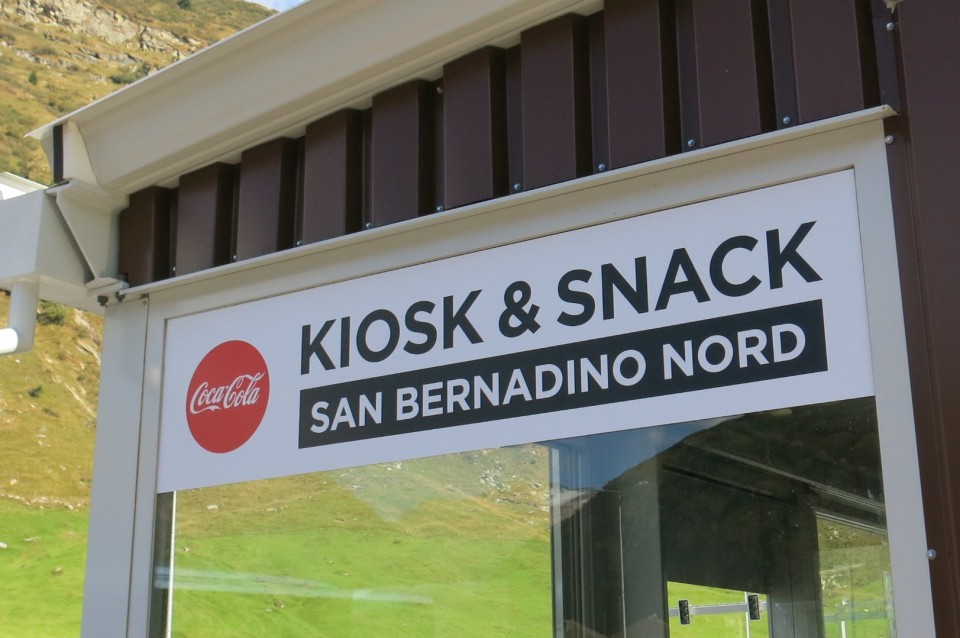 KIOSK & SNACK
SAN BERNADINO NORD
Coca-Cola